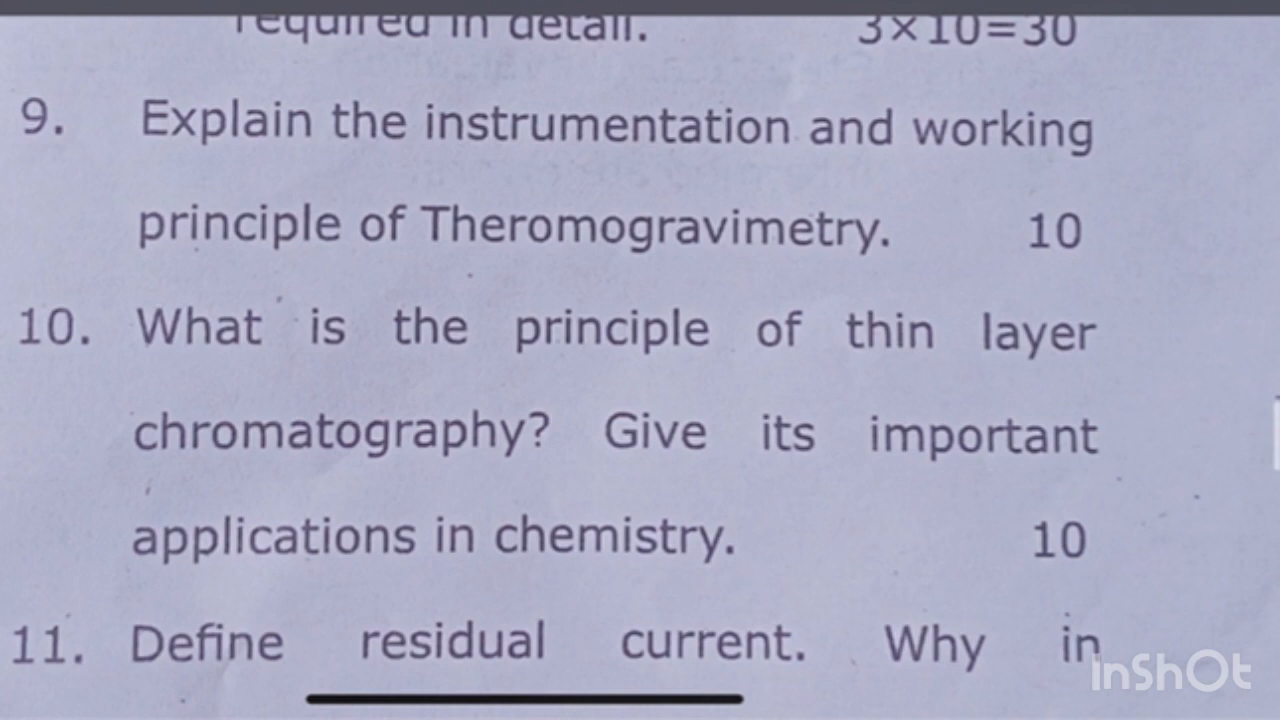 required in detail. 3×10=30
9. Explain the instrumentation and working
principle of Theromogravimetry. 10
10. What is the principle of thin layer
chromatography? Give its important
applications in chemistry. 10
11. Define residual current. Why in
InShOt